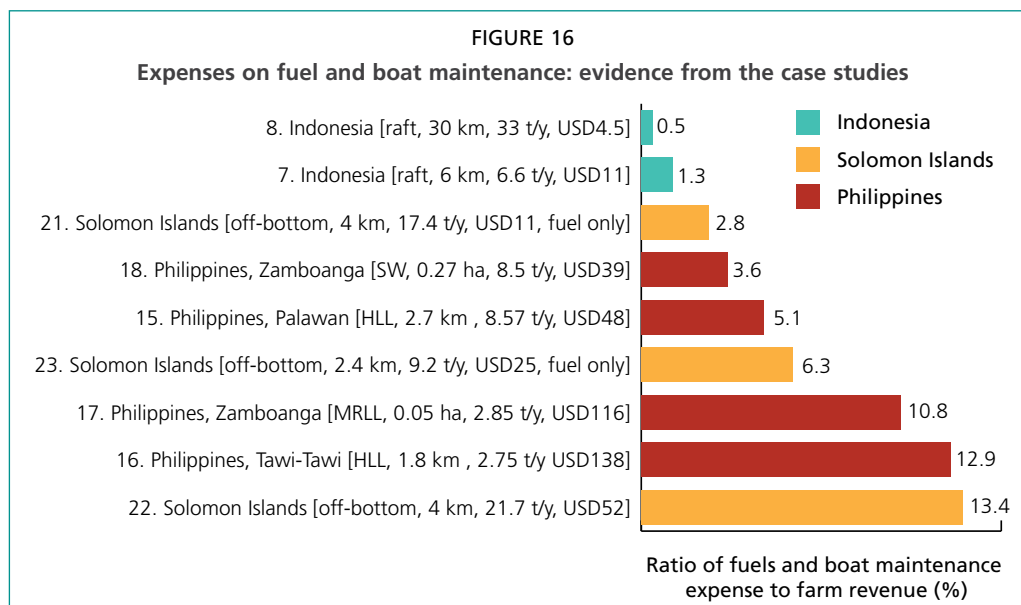 FIGURE 16
Expenses on fuel and boat maintenance: evidence from the case studies
8. Indonesia [raft, 30 km, 33 t/y, USD4.5] 0.5
7. Indonesia [raft, 6 km, 6.6 t/y, USD11] 1.3
21. Solomon Islands [off-bottom, 4 km, 17.4 t/y, USD11, fuel only] 2.8
18. Philippines, Zamboanga [SW, 0.27 ha, 8.5 t/y, USD39] 3.6
15. Philippines, Palawan [HLL, 2.7 km , 8.57 t/y, USD48] 5.1
23. Solomon Islands [off-bottom, 2.4 km, 9.2 t/y, USD25, fuel only] 6.3
17. Philippines, Zamboanga [MRLL, 0.05 ha, 2.85 t/y, USD116] 10.8
16. Philippines, Tawi-Tawi [HLL, 1.8 km , 2.75 t/y USD138] 12.9
22. Solomon Islands [off-bottom, 4 km, 21.7 t/y, USD52] 13.4
Indonesia
Solomon Islands
Philippines
Ratio of fuels and boat maintenance
expense to farm revenue (%)